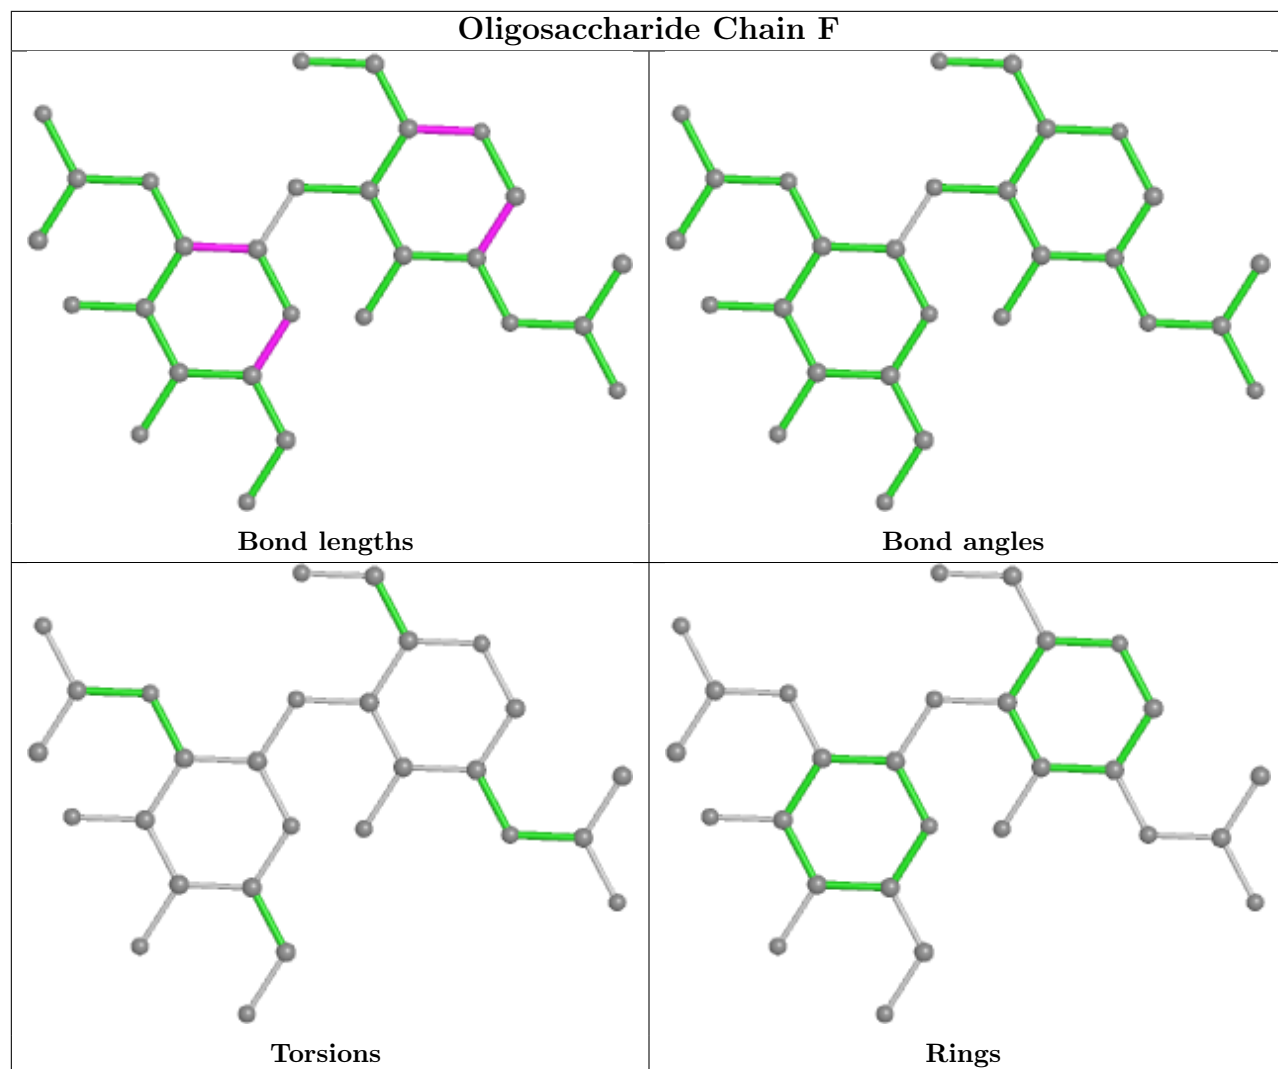 Oligosaccharide Chain F
Bond lengths
Bond angles
Torsions
Rings